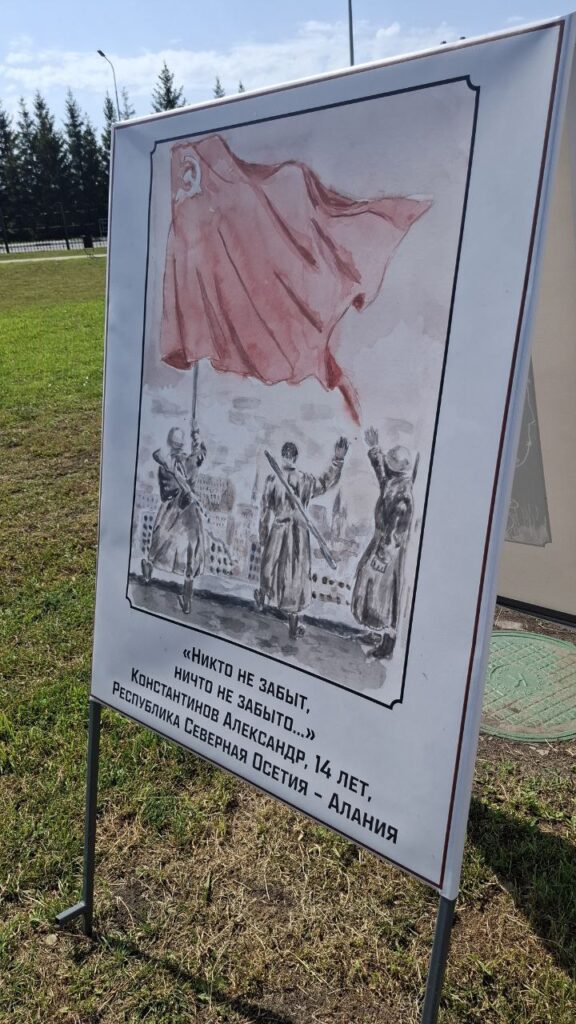 «Никто не забыт,
ничто не забыто...»
Константинов Александр, 14 лет,
Республика Северная Осетия – Алания